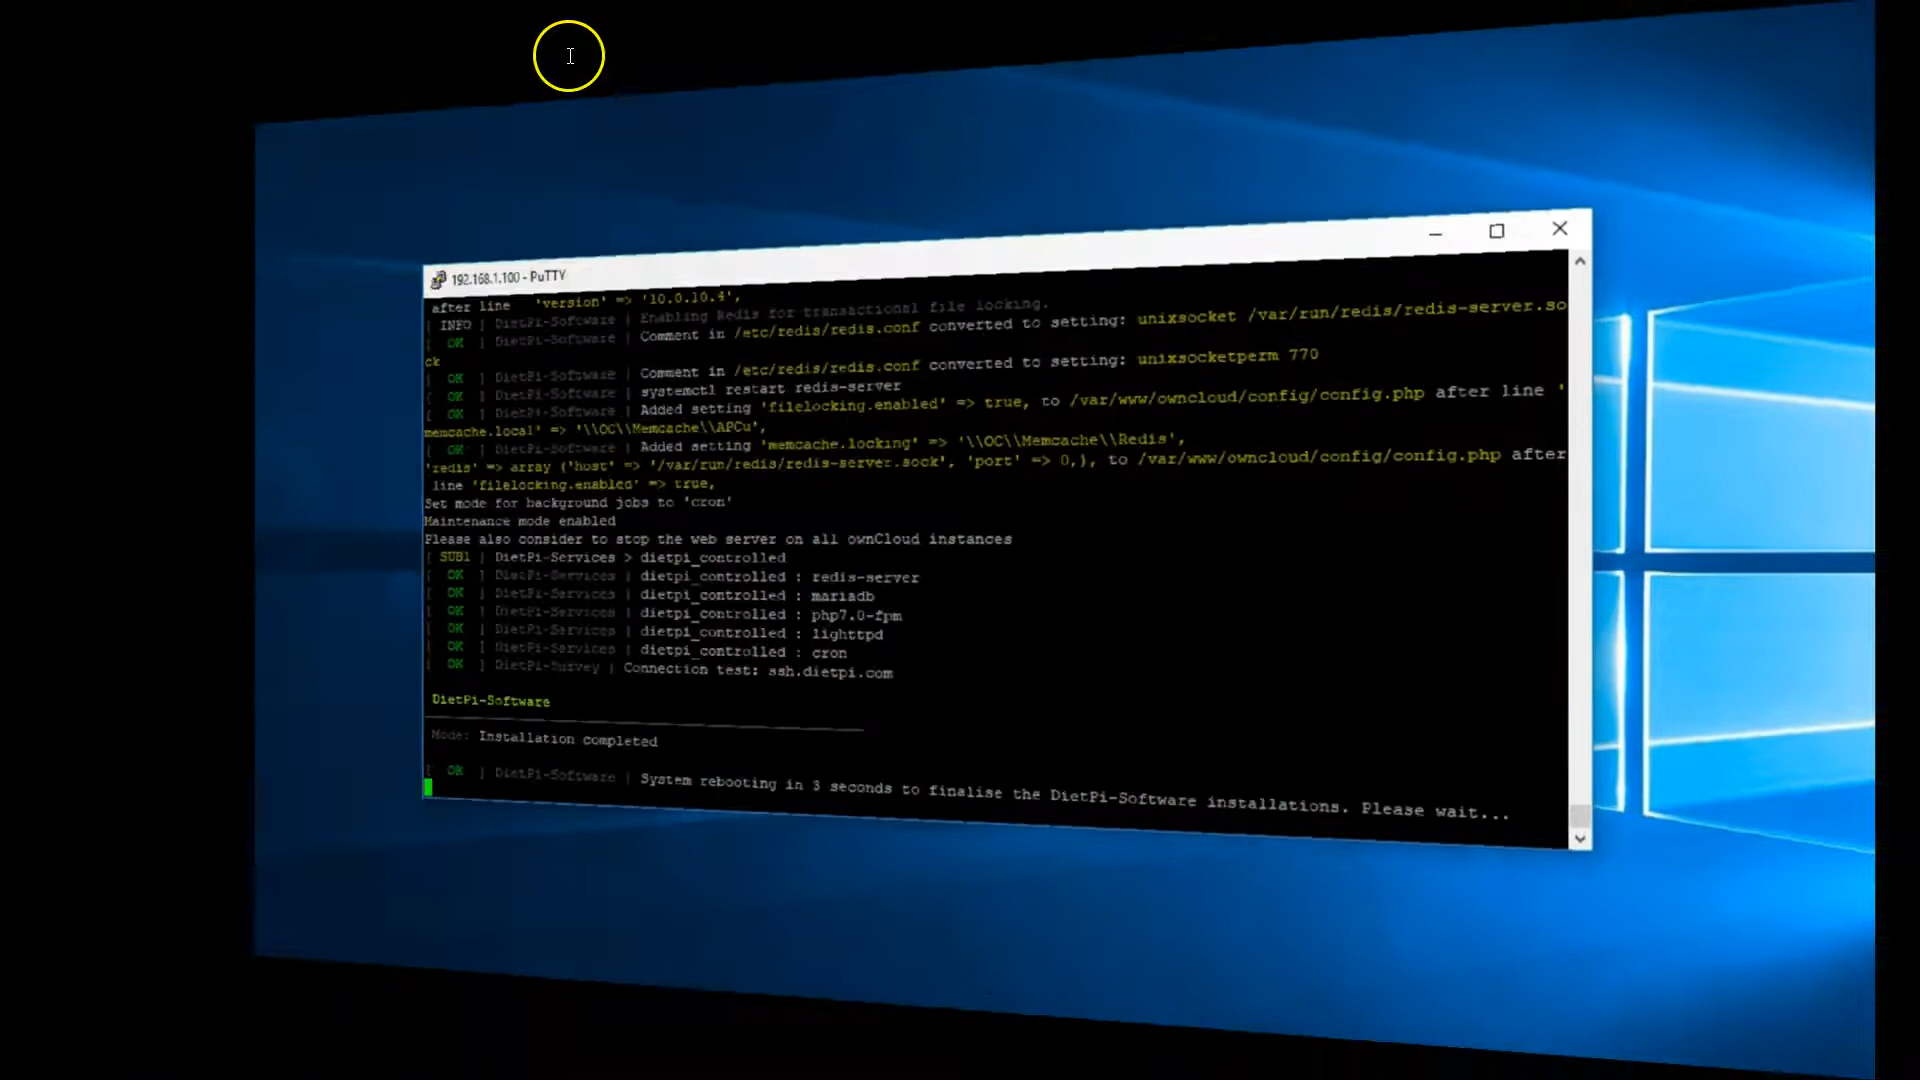 192.168.1.100 - PuTTY
after line   'version' => '10.0.10.4',
[ INFO ] DietPi-Software | Enabling Redis for transactional file locking.
[  OK  ] DietPi-Software | Comment in /etc/redis/redis.conf converted to setting: unixsocket /var/run/redis/redis-server.so
ck
[  OK  ] DietPi-Software | Comment in /etc/redis/redis.conf converted to setting: unixsocketperm 770
[  OK  ] DietPi-Software | systemctl restart redis-server
[  OK  ] DietPi-Software | Added setting 'filelocking.enabled' => true, to /var/www/owncloud/config/config.php after line '
memcache.local' => '\\OC\\Memcache\\APCu',
[  OK  ] DietPi-Software | Added setting 'memcache.locking' => '\\OC\\Memcache\\Redis',
'redis' => array ('host' => '/var/run/redis/redis-server.sock', 'port' => 0,), to /var/www/owncloud/config/config.php after
 line 'filelocking.enabled' => true,
Set mode for background jobs to 'cron'
Maintenance mode enabled
Please also consider to stop the web server on all ownCloud instances
[ SUB1 ] DietPi-Services > dietpi_controlled
[  OK  ] DietPi-Services | dietpi_controlled : redis-server
[  OK  ] DietPi-Services | dietpi_controlled : mariadb
[  OK  ] DietPi-Services | dietpi_controlled : php7.0-fpm
[  OK  ] DietPi-Services | dietpi_controlled : lighttpd
[  OK  ] DietPi-Services | dietpi_controlled : cron
[  OK  ] DietPi-Survey | Connection test: ssh.dietpi.com
DietPi-Software
Mode: Installation completed
[  OK  ] DietPi-Software | System rebooting in 3 seconds to finalise the DietPi-Software installations. Please wait...